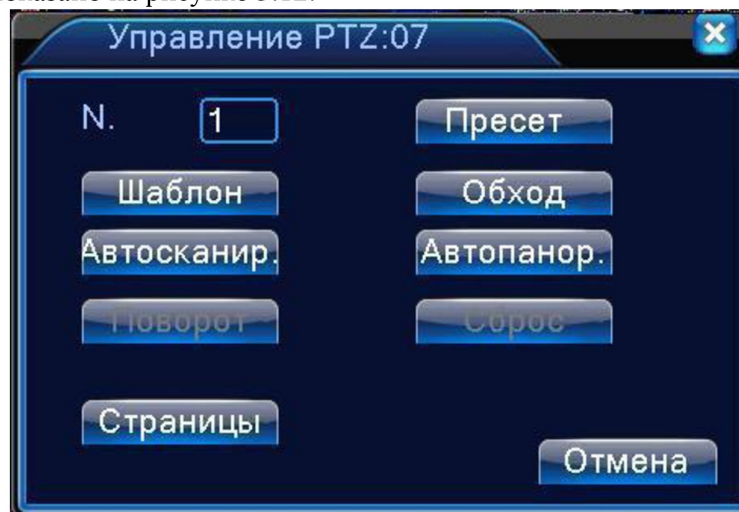 Управление PTZ:07
N. 1 Пресет
Шаблон Обход
Автосканир. Автопанор.
Поворот Сброс
Страницы
Отмена